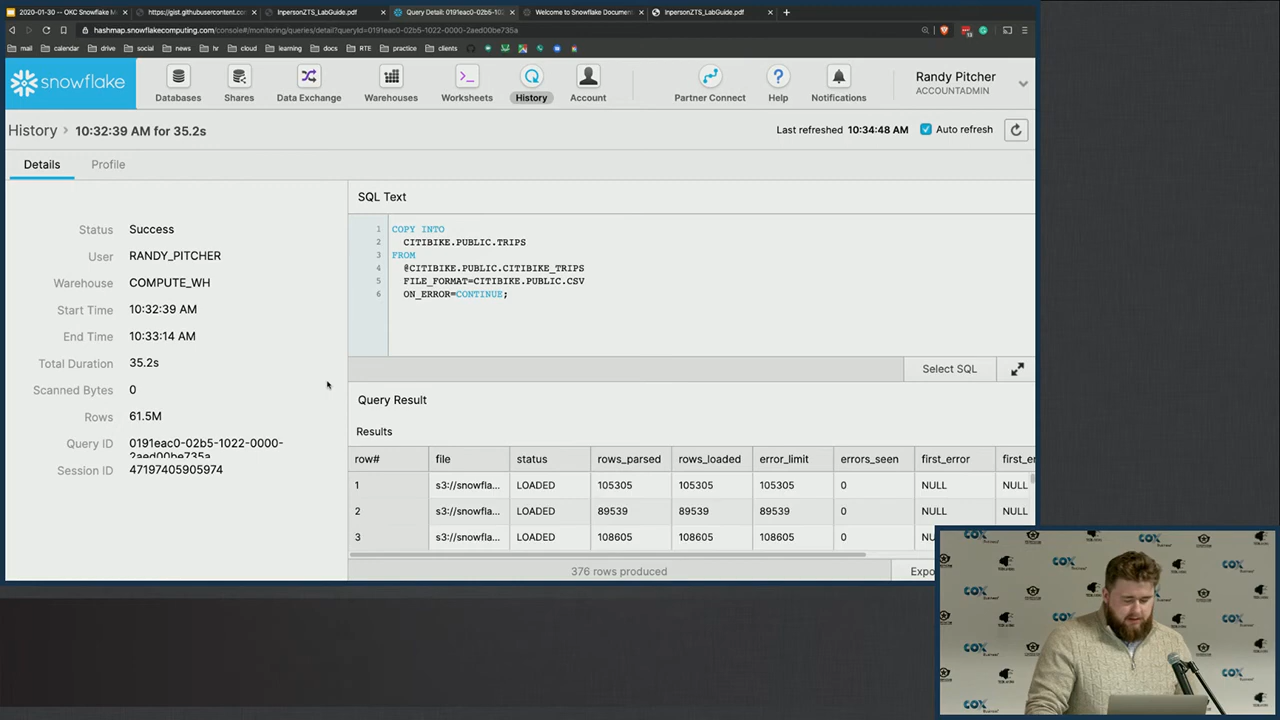 2020-01-30 - OKC Snowflake M
https://gist.githubusercontent.
InpersonZTS_LabGuide.pdf
Query Detail: 0191eac0-02b5-10
Welcome to Snowflake Documen
InpersonZTS_LabGuide.pdf
hashmap.snowflakecomputing.com/console#/monitoring/queries/detail?queryId=0191eac0-02b5-1022-0000-2aed00be735a
mail
calendar
drive
social
news
hr
cloud
learning
docs
RTE
practice
clients
snowflake
Databases
Shares
Data Exchange
Warehouses
Worksheets
History
Account
Partner Connect
Help
Notifications
Randy Pitcher
ACCOUNTADMIN
History > 10:32:39 AM for 35.2s
Last refreshed 10:34:48 AM
Auto refresh
Details
Profile
Status Success
User RANDY_PITCHER
Warehouse COMPUTE_WH
Start Time 10:32:39 AM
End Time 10:33:14 AM
Total Duration 35.2s
Scanned Bytes 0
Rows 61.5M
Query ID 0191eac0-02b5-1022-0000-
2aed00be735a
Session ID 47197405905974
SQL Text
1 COPY INTO
2 CITIBIKE.PUBLIC.TRIPS
3 FROM
4 @CITIBIKE.PUBLIC.CITIBIKE_TRIPS
5 FILE_FORMAT=CITIBIKE.PUBLIC.CSV
6 ON_ERROR=CONTINUE;
Select SQL
Query Result
Results
row# file status rows_parsed rows_loaded error_limit errors_seen first_error first_er
1 s3://snowfla... LOADED 105305 105305 105305 0 NULL NULL
2 s3://snowfla... LOADED 89539 89539 89539 0 NULL NULL
3 s3://snowfla... LOADED 108605 108605 108605 0
376 rows produced
Expo
COX
COX
COX
COX
COX
COX